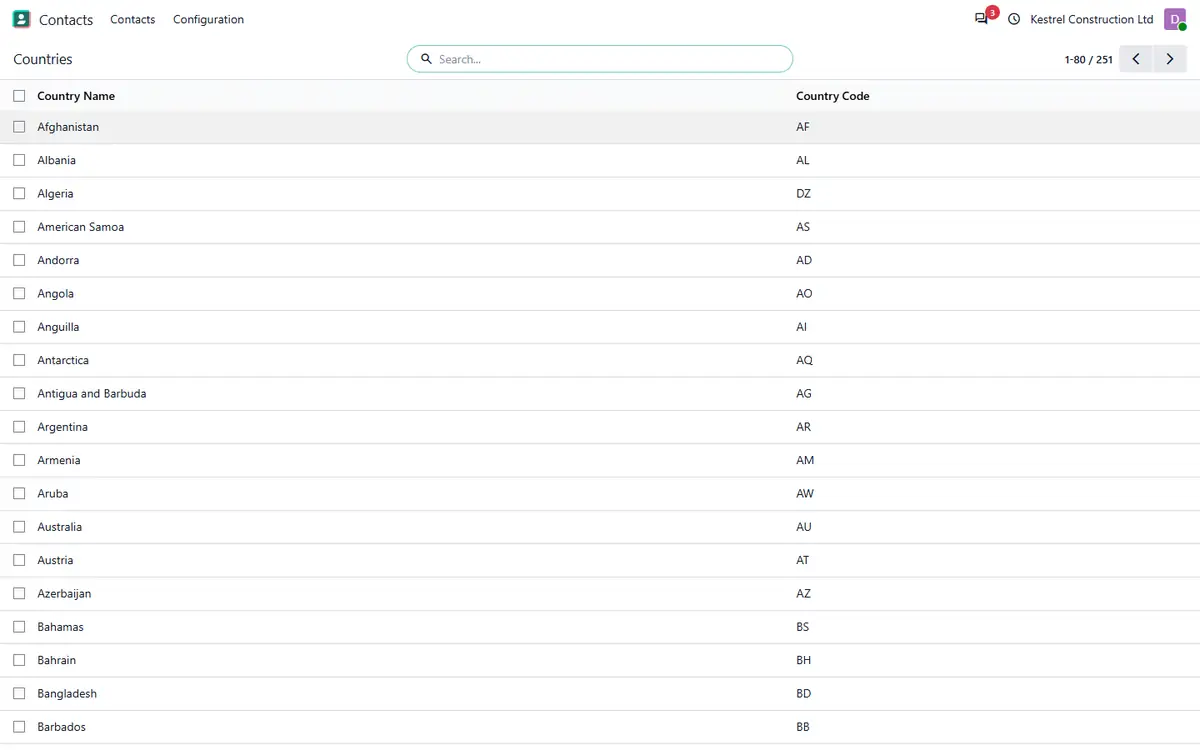 Contacts Contacts Configuration 3 Kestrel Construction Ltd D
Countries Search... 1-80 / 251
Country Name Country Code
Afghanistan AF
Albania AL
Algeria DZ
American Samoa AS
Andorra AD
Angola AO
Anguilla AI
Antarctica AQ
Antigua and Barbuda AG
Argentina AR
Armenia AM
Aruba AW
Australia AU
Austria AT
Azerbaijan AZ
Bahamas BS
Bahrain BH
Bangladesh BD
Barbados BB